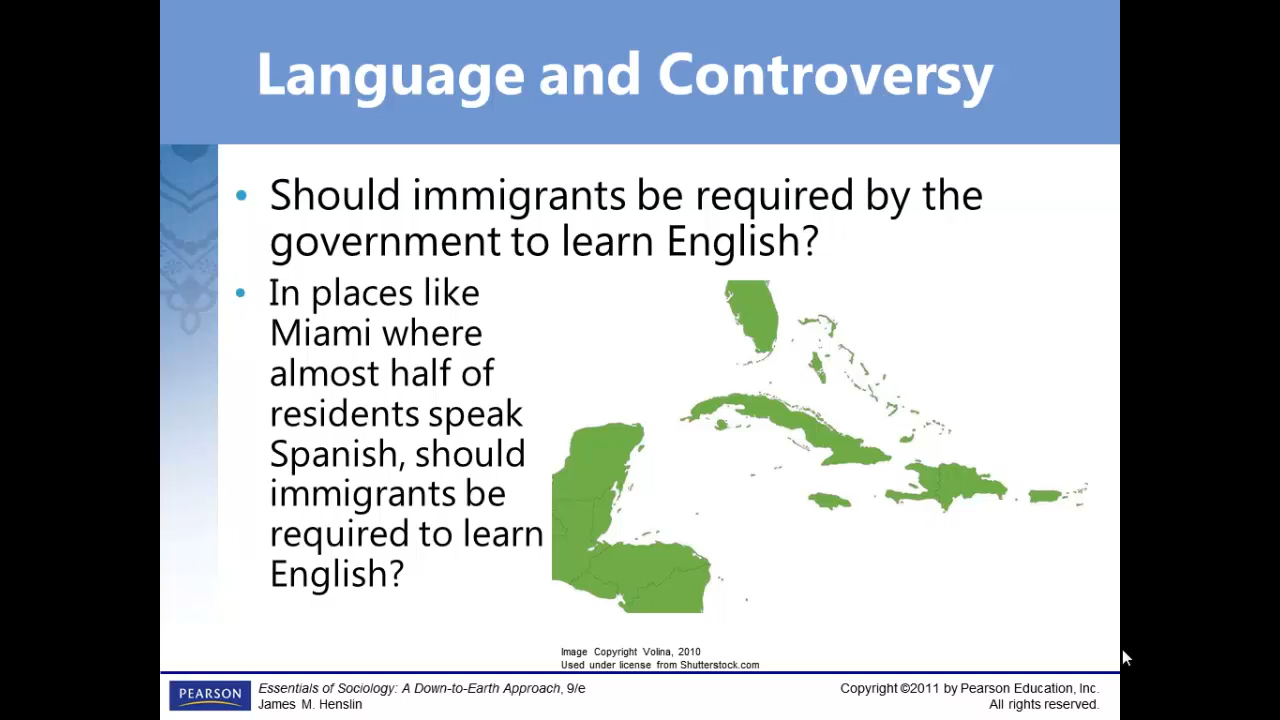 Language and Controversy
• Should immigrants be required by the
government to learn English?
• In places like
Miami where
almost half of
residents speak
Spanish, should
immigrants be
required to learn
English?
Image Copyright Volina, 2010
Used under license from Shutterstock.com
PEARSON
Essentials of Sociology: A Down-to-Earth Approach, 9/e
James M. Henslin
Copyright ©2011 by Pearson Education, Inc.
All rights reserved.